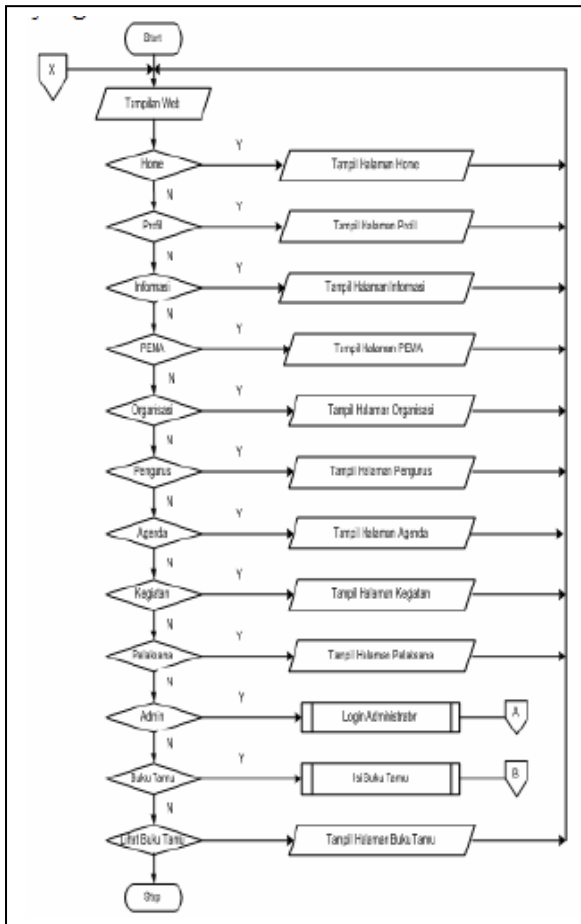 Start
X
Tampilan Web
Home
Y
Tampil Halaman Home
N
Profil
Y
Tampil Halaman Profil
N
Informasi
Y
Tampil Halaman Informasi
N
PEMA
Y
Tampil Halaman PEMA
N
Organisasi
Y
Tampil Halaman Organisasi
N
Pengurus
Y
Tampil Halaman Pengurus
N
Agenda
Y
Tampil Halaman Agenda
N
Kegiatan
Y
Tampil Halaman Kegiatan
N
Pelaksana
Y
Tampil Halaman Pelaksana
N
Admin
Y
Login Administrator
A
N
Buku Tamu
Y
Isi Buku Tamu
B
N
Lihat Buku Tamu
Tampil Halaman Buku Tamu
Stop